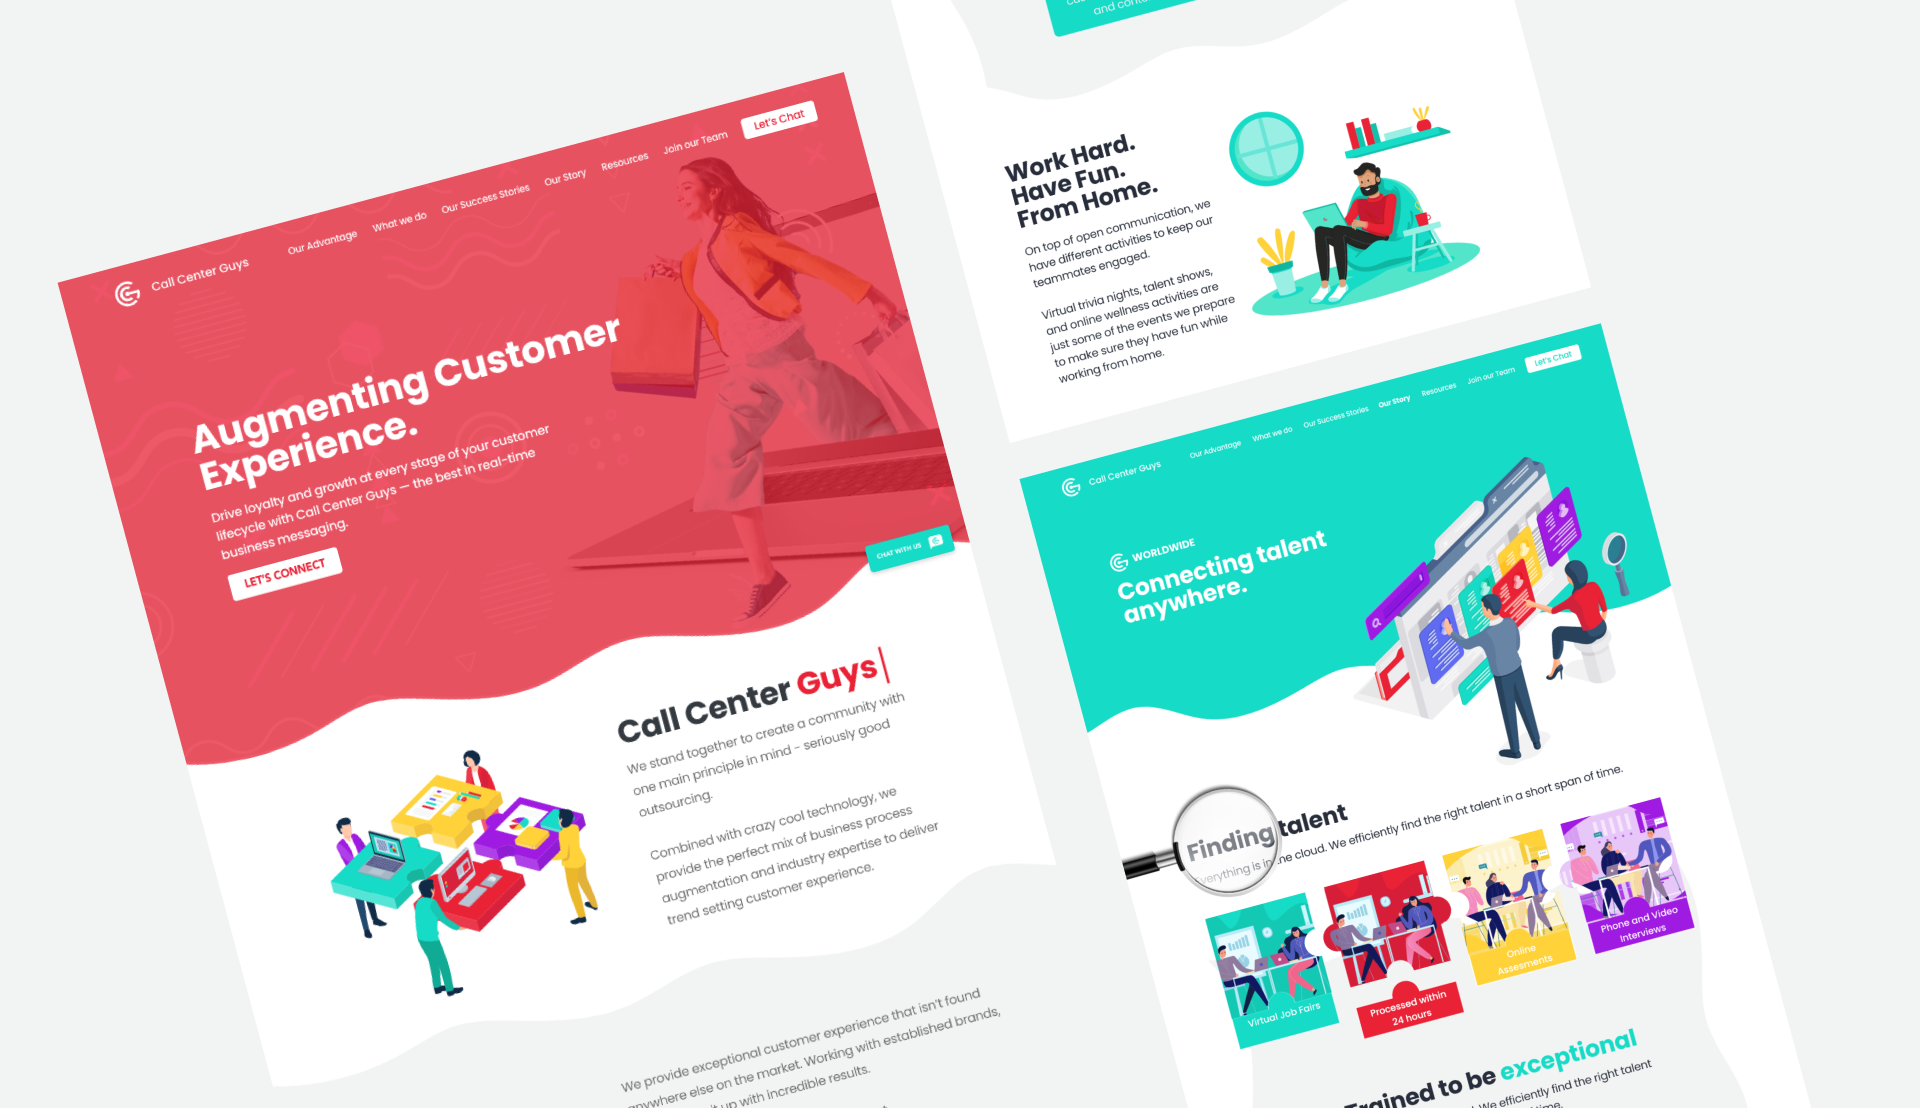 Call Center Guys
Our Advantage
What we do
Our Success Stories
Our Story
Resources
Join our Team
Let's Chat
Augmenting Customer
Experience.
Drive loyalty and growth at every stage of your customer
lifecycle with Call Center Guys — the best in real-time
business messaging.
LET'S CONNECT
CHAT WITH US
Call Center Guys
We stand together to create a community with
one main principle in mind - seriously good
outsourcing.
Combined with crazy cool technology, we
provide the perfect mix of business process
augmentation and industry expertise to deliver
trend setting customer experience.
We provide exceptional customer experience that isn't found
anywhere else on the market. Working with established brands,
it up with incredible results.
and
Work Hard.
Have Fun.
From Home.
On top of open communication, we
have different activities to keep our
teammates engaged.
Virtual trivia nights, talent shows,
and online wellness activities are
just some of the events we prepare
to make sure they have fun while
working from home.
Call Center Guys
Our Advantage
What we do
Our Success Stories
Our Story
Resources
Join our Team
Let's Chat
WORLDWIDE
Connecting talent
anywhere.
Finding talent
Everything is in the cloud. We efficiently find the right talent in a short span of time.
Virtual Job Fairs
Processed within
24 hours
Online
Assesments
Phone and Video
Interviews
Trained to be exceptional
We efficiently find the right talent
time.